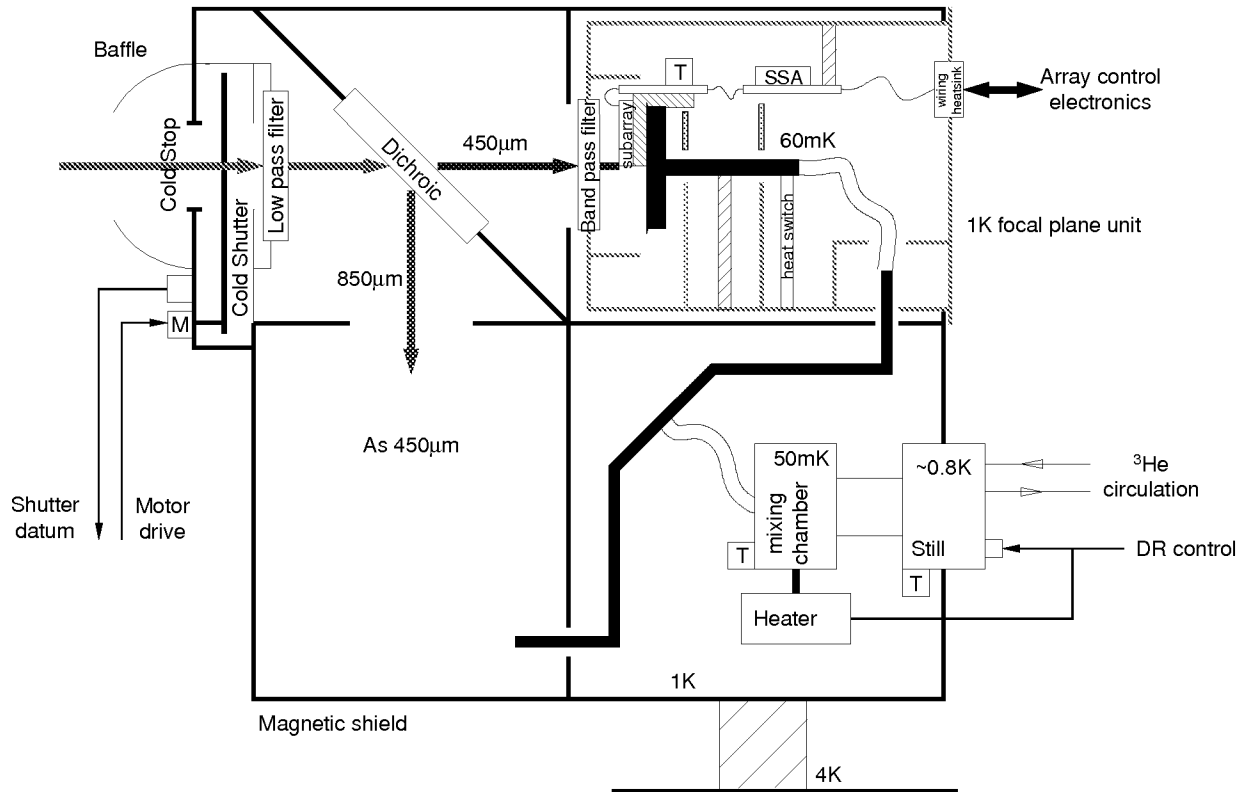 Baffle
Cold Stop
Cold Shutter
Low pass filter
Dichroic
450μm
850μm
Band pass filter
subarray
T
SSA
wiring
heatsink
Array control
electronics
60mK
heat switch
1K focal plane unit
M
As 450μm
Shutter
datum
Motor
drive
50mK
mixing
chamber
T
~0.8K
Still
T
³He
circulation
DR control
Heater
1K
Magnetic shield
4K